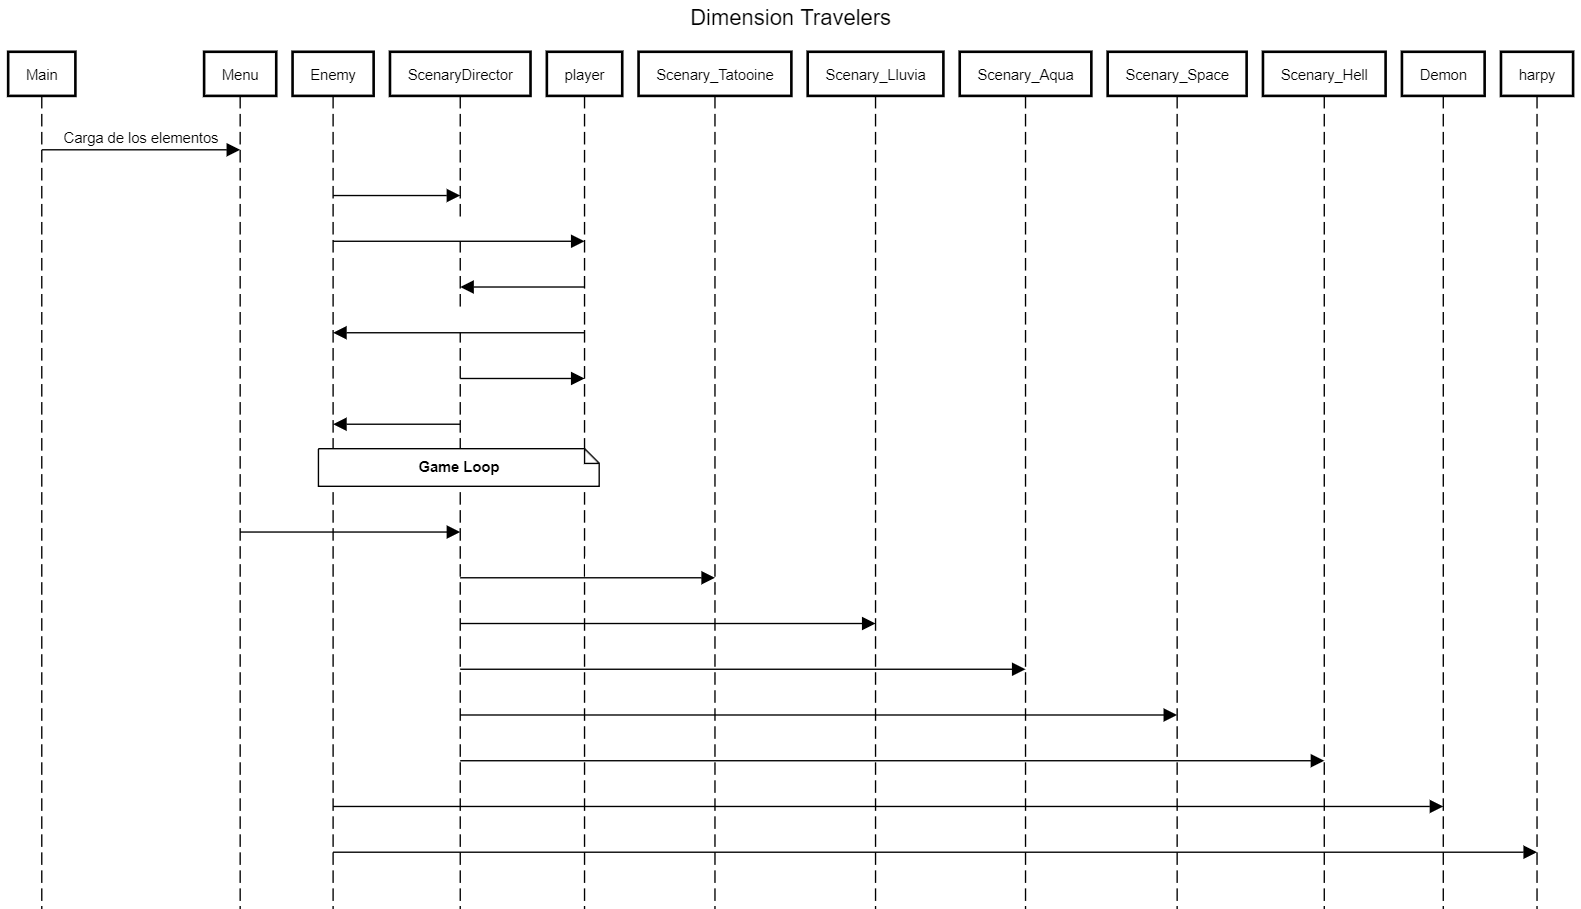 Dimension Travelers
Main
Menu
Enemy
ScenaryDirector
player
Scenary_Tatooine
Scenary_Lluvia
Scenary_Aqua
Scenary_Space
Scenary_Hell
Demon
harpy
Carga de los elementos
Game Loop